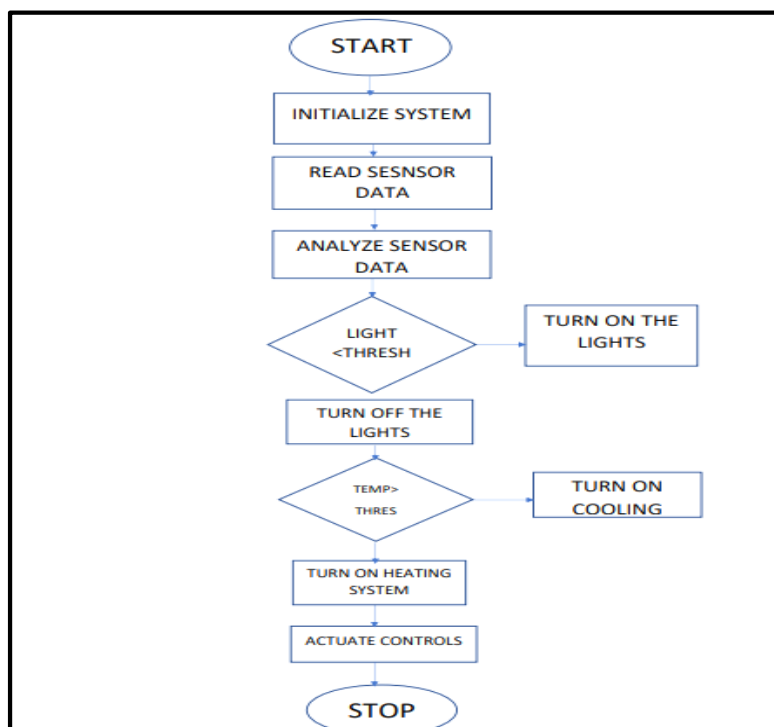 START
INITIALIZE SYSTEM
READ SESNSOR
DATA
ANALYZE SENSOR
DATA
LIGHT
<THRESH
TURN ON THE
LIGHTS
TURN OFF THE
LIGHTS
TEMP>
THRES
TURN ON
COOLING
TURN ON HEATING
SYSTEM
ACTUATE CONTROLS
STOP